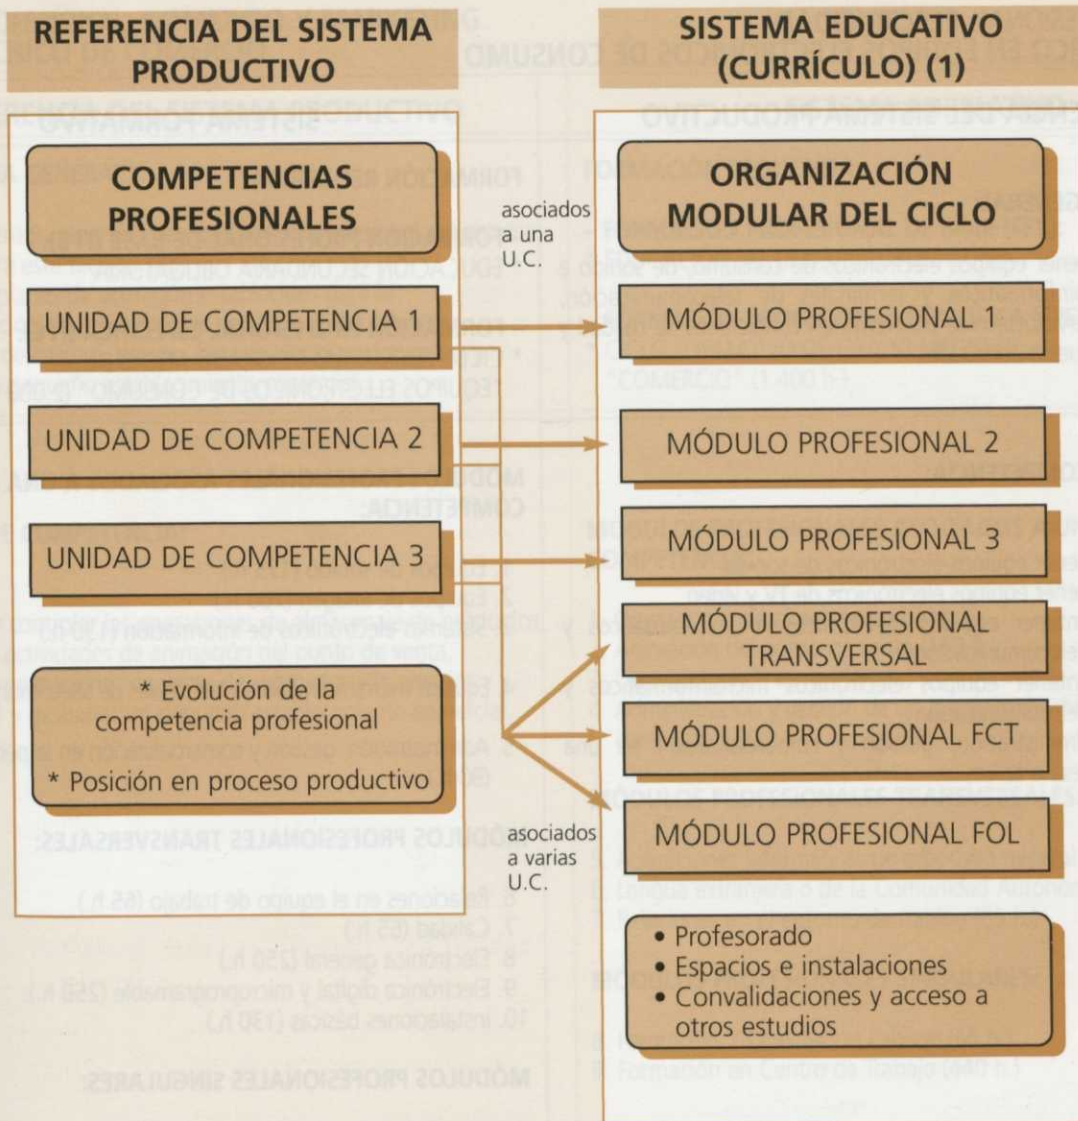 REFERENCIA DEL SISTEMA
PRODUCTIVO
COMPETENCIAS
PROFESIONALES
UNIDAD DE COMPETENCIA 1
UNIDAD DE COMPETENCIA 2
UNIDAD DE COMPETENCIA 3
* Evolución de la
competencia profesional
* Posición en proceso productivo
asociados
a una
U.C.
asociados
a varias
U.C.
SISTEMA EDUCATIVO
(CURRÍCULO) (1)
ORGANIZACIÓN
MODULAR DEL CICLO
MÓDULO PROFESIONAL 1
MÓDULO PROFESIONAL 2
MÓDULO PROFESIONAL 3
MÓDULO PROFESIONAL
TRANSVERSAL
MÓDULO PROFESIONAL FCT
MÓDULO PROFESIONAL FOL
• Profesorado
• Espacios e instalaciones
• Convalidaciones y acceso a
otros estudios